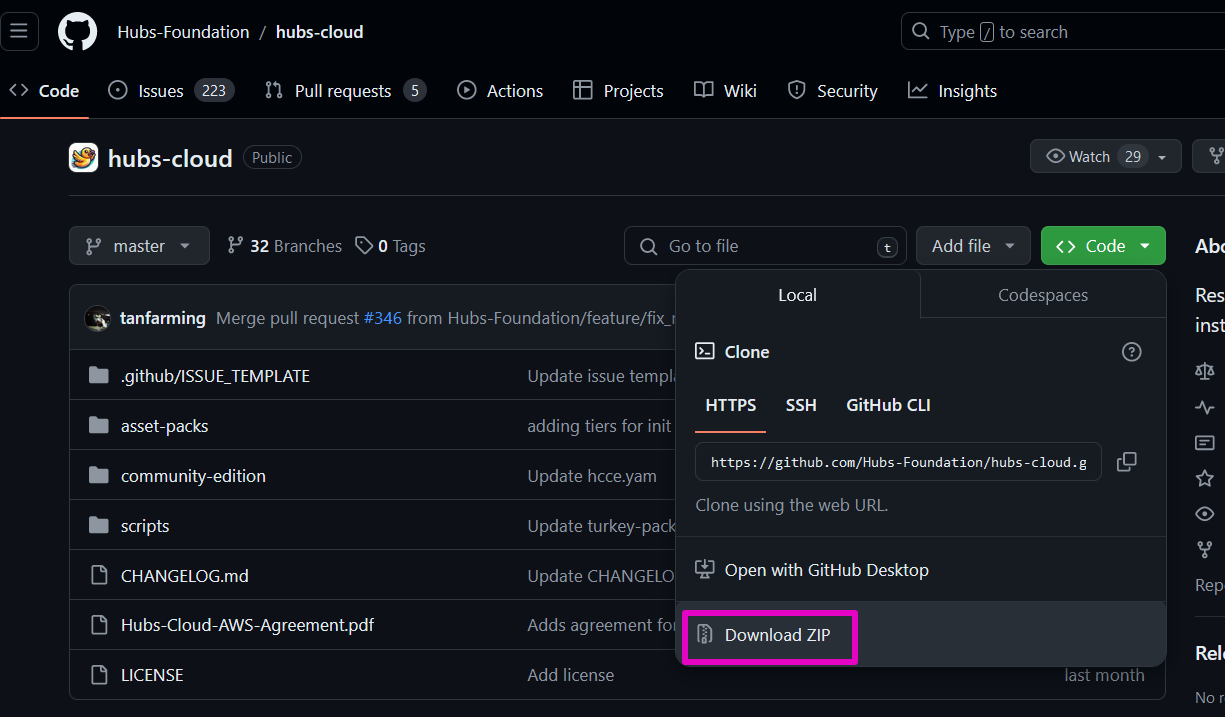 Hubs-Foundation / hubs-cloud
Type / to search
Code Issues 223 Pull requests 5 Actions Projects Wiki Security Insights
hubs-cloud Public
Watch 29
master 32 Branches 0 Tags
Go to file t
Add file
Code
Local Codespaces
tanfarming Merge pull request #346 from Hubs-Foundation/feature/fix_
Clone
.github/ISSUE_TEMPLATE Update issue templa
HTTPS SSH GitHub CLI
asset-packs adding tiers for init
https://github.com/Hubs-Foundation/hubs-cloud.g
community-edition Update hcce.yam
Clone using the web URL.
scripts Update turkey-pack
Open with GitHub Desktop
CHANGELOG.md Update CHANGELO
Hubs-Cloud-AWS-Agreement.pdf Adds agreement for
Download ZIP
LICENSE Add license last month
Abo
Res
inst
Rep
Rel
No r